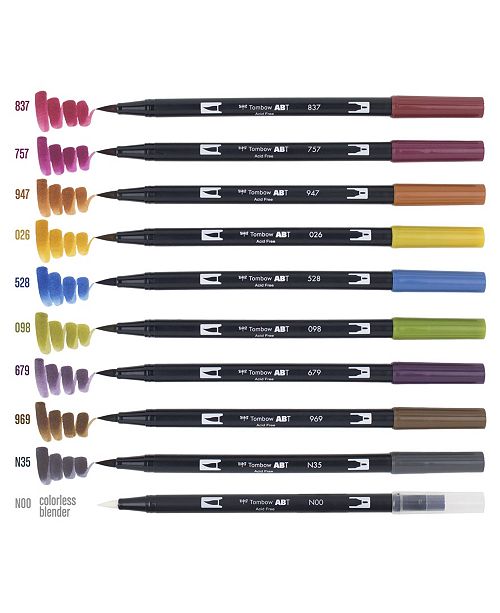 837 Tombow ABT 837
Acid Free
757 Tombow ABT 757
Acid Free
947 Tombow ABT 947
Acid Free
026 Tombow ABT 026
Acid Free
528 Tombow ABT 528
Acid Free
098 Tombow ABT 098
Acid Free
679 Tombow ABT 679
Acid Free
969 Tombow ABT 969
Acid Free
N35 Tombow ABT N35
Acid Free
N00 colorless
blender
Tombow ABT N00
Acid Free